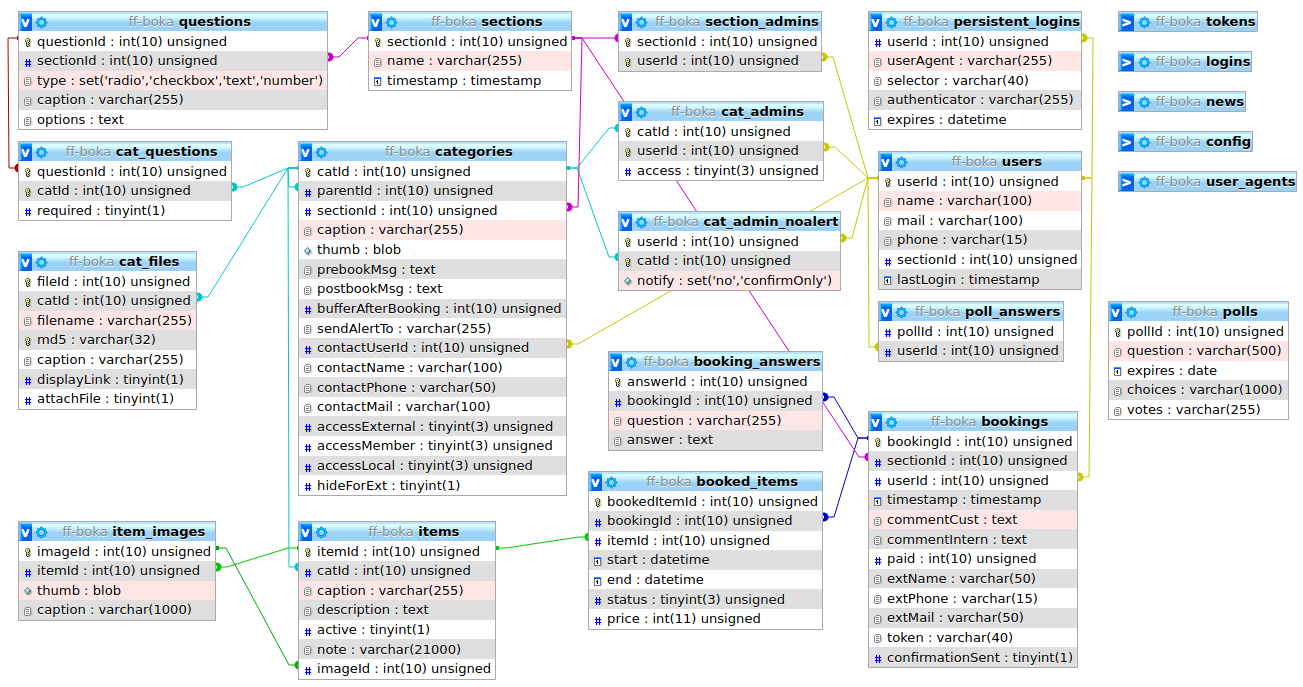 ff-boka questions
questionId : int(10) unsigned
sectionId : int(10) unsigned
type : set('radio','checkbox','text','number')
caption : varchar(255)
options : text
ff-boka sections
sectionId : int(10) unsigned
name : varchar(255)
timestamp : timestamp
ff-boka section_admins
sectionId : int(10) unsigned
userId : int(10) unsigned
ff-boka persistent_logins
userId : int(10) unsigned
userAgent : varchar(255)
selector : varchar(40)
authenticator : varchar(255)
expires : datetime
ff-boka tokens
ff-boka logins
ff-boka news
ff-boka config
ff-boka user_agents
ff-boka cat_questions
questionId : int(10) unsigned
catId : int(10) unsigned
required : tinyint(1)
ff-boka categories
catId : int(10) unsigned
parentId : int(10) unsigned
sectionId : int(10) unsigned
caption : varchar(255)
thumb : blob
prebookMsg : text
postbookMsg : text
bufferAfterBooking : int(10) unsigned
sendAlertTo : varchar(255)
contactUserId : int(10) unsigned
contactName : varchar(100)
contactPhone : varchar(50)
contactMail : varchar(100)
accessExternal : tinyint(3) unsigned
accessMember : tinyint(3) unsigned
accessLocal : tinyint(3) unsigned
hideForExt : tinyint(1)
ff-boka cat_admins
catId : int(10) unsigned
userId : int(10) unsigned
access : tinyint(3) unsigned
ff-boka cat_admin_noalert
userId : int(10) unsigned
catId : int(10) unsigned
notify : set('no','confirmOnly')
ff-boka users
userId : int(10) unsigned
name : varchar(100)
mail : varchar(100)
phone : varchar(15)
sectionId : int(10) unsigned
lastLogin : timestamp
ff-boka cat_files
fileId : int(10) unsigned
catId : int(10) unsigned
filename : varchar(255)
md5 : varchar(32)
caption : varchar(255)
displayLink : tinyint(1)
attachFile : tinyint(1)
ff-boka poll_answers
pollId : int(10) unsigned
userId : int(10) unsigned
ff-boka polls
pollId : int(10) unsigned
question : varchar(500)
expires : date
choices : varchar(1000)
votes : varchar(255)
ff-boka booking_answers
answerId : int(10) unsigned
bookingId : int(10) unsigned
question : varchar(255)
answer : text
ff-boka bookings
bookingId : int(10) unsigned
sectionId : int(10) unsigned
userId : int(10) unsigned
timestamp : timestamp
commentCust : text
commentIntern : text
paid : int(10) unsigned
extName : varchar(50)
extPhone : varchar(15)
extMail : varchar(50)
token : varchar(40)
confirmationSent : tinyint(1)
ff-boka booked_items
bookedItemId : int(10) unsigned
bookingId : int(10) unsigned
itemId : int(10) unsigned
start : datetime
end : datetime
status : tinyint(3) unsigned
price : int(11) unsigned
ff-boka item_images
imageId : int(10) unsigned
itemId : int(10) unsigned
thumb : blob
caption : varchar(1000)
ff-boka items
itemId : int(10) unsigned
catId : int(10) unsigned
caption : varchar(255)
description : text
active : tinyint(1)
note : varchar(21000)
imageId : int(10) unsigned